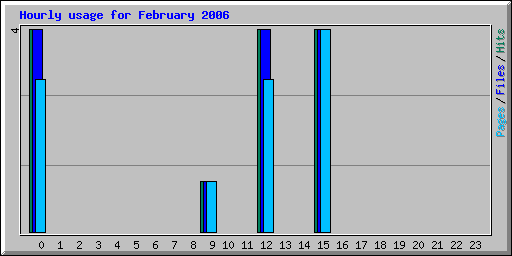 Hourly usage for February 2006
4
Pages/Files/Hits
0 1 2 3 4 5 6 7 8 9 10 11 12 13 14 15 16 17 18 19 20 21 22 23